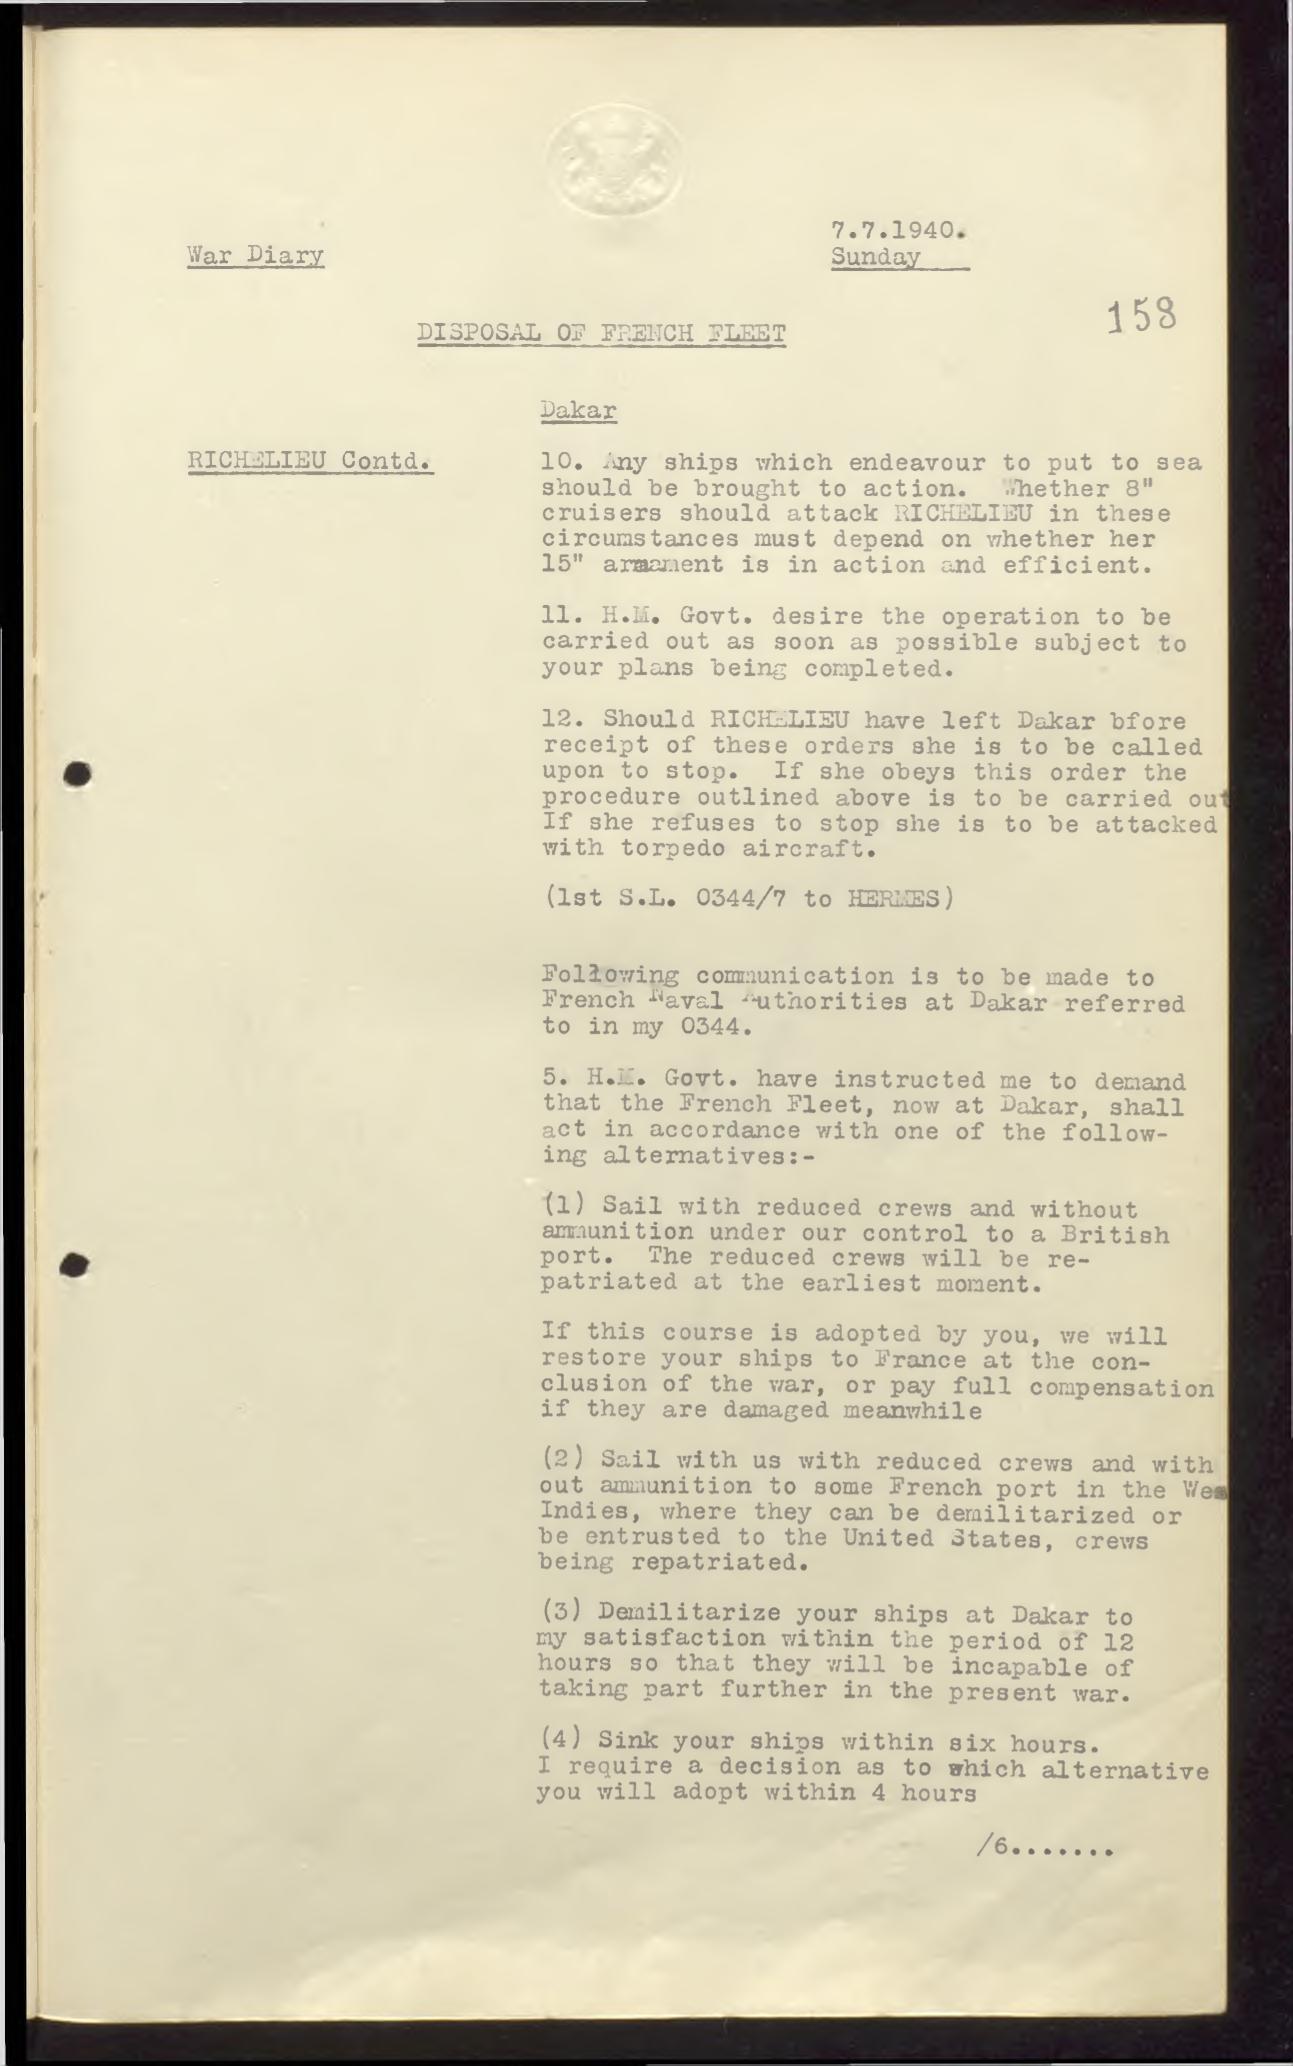 7.7.1940.
War Diary
Sunday
158
DISPOSAL OF FRENCH FLEET
Dakar
RICHELIEU Contd.
10. Any ships which endeavour to put to sea
should be brought to action. Whether 8"
cruisers should attack RICHELIEU in these
circumstances must depend on whether her
15" armament is in action and efficient.
11. H.M. Govt. desire the operation to be
carried out as soon as possible subject to
your plans being completed.
12. Should RICHELIEU have left Dakar bfore
receipt of these orders she is to be called
upon to stop. If she obeys this order the
procedure outlined above is to be carried out
If she refuses to stop she is to be attacked
with torpedo aircraft.
(1st S.L. 0344/7 to HERMES)
Following communication is to be made to
French Naval Authorities at Dakar referred
to in my 0344.
5. H.M. Govt. have instructed me to demand
that the French Fleet, now at Dakar, shall
act in accordance with one of the follow-
ing alternatives:-
(1) Sail with reduced crews and without
ammunition under our control to a British
port. The reduced crews will be re-
patriated at the earliest moment.
If this course is adopted by you, we will
restore your ships to France at the con-
clusion of the war, or pay full compensation
if they are damaged meanwhile
(2) Sail with us with reduced crews and with
out ammunition to some French port in the Wes
Indies, where they can be demilitarized or
be entrusted to the United States, crews
being repatriated.
(3) Demilitarize your ships at Dakar to
my satisfaction within the period of 12
hours so that they will be incapable of
taking part further in the present war.
(4) Sink your ships within six hours.
I require a decision as to which alternative
you will adopt within 4 hours
/6.......